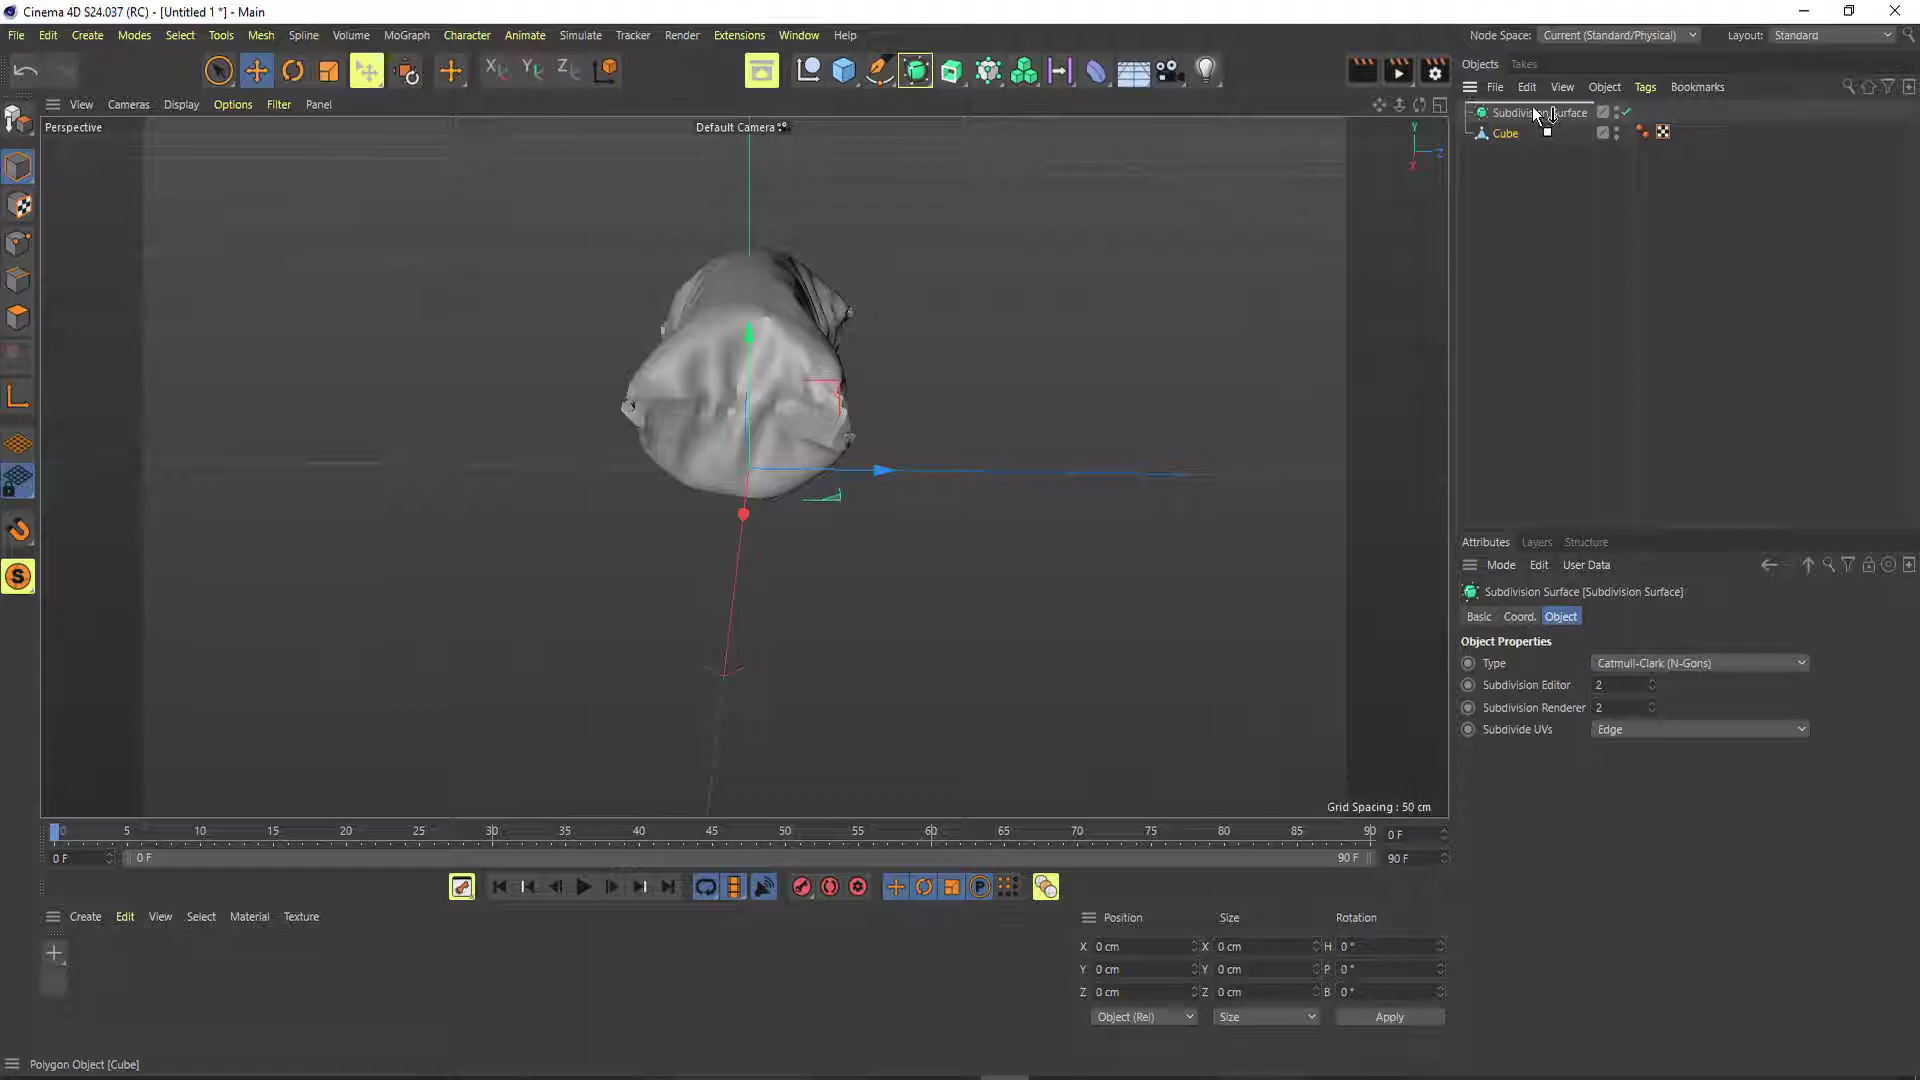 Cinema 4D S24.037 (RC) - [Untitled 1 *] - Main
File Edit Create Modes Select Tools Mesh Spline Volume MoGraph Character Animate Simulate Tracker Render Extensions Window Help
Node Space: Current (Standard/Physical) Layout: Standard
X Y Z
Objects Takes
File Edit View Object Tags Bookmarks
View Cameras Display Options Filter Panel
Perspective
Default Camera
Y
Z
X
Subdivision Surface
Cube
Attributes Layers Structure
Mode Edit User Data
Subdivision Surface [Subdivision Surface]
Basic Coord. Object
Object Properties
Type Catmull-Clark (N-Gons)
Subdivision Editor 2
Subdivision Renderer 2
Subdivide UVs Edge
Grid Spacing : 50 cm
0 5 10 15 20 25 30 35 40 45 50 55 60 65 70 75 80 85 90 0 F
0 F 0 F 90 F 90 F
P
Create Edit View Select Material Texture
Position Size Rotation
X 0 cm X 0 cm H 0 °
Y 0 cm Y 0 cm P 0 °
Z 0 cm Z 0 cm B 0 °
Object (Rel) Size Apply
Polygon Object [Cube]